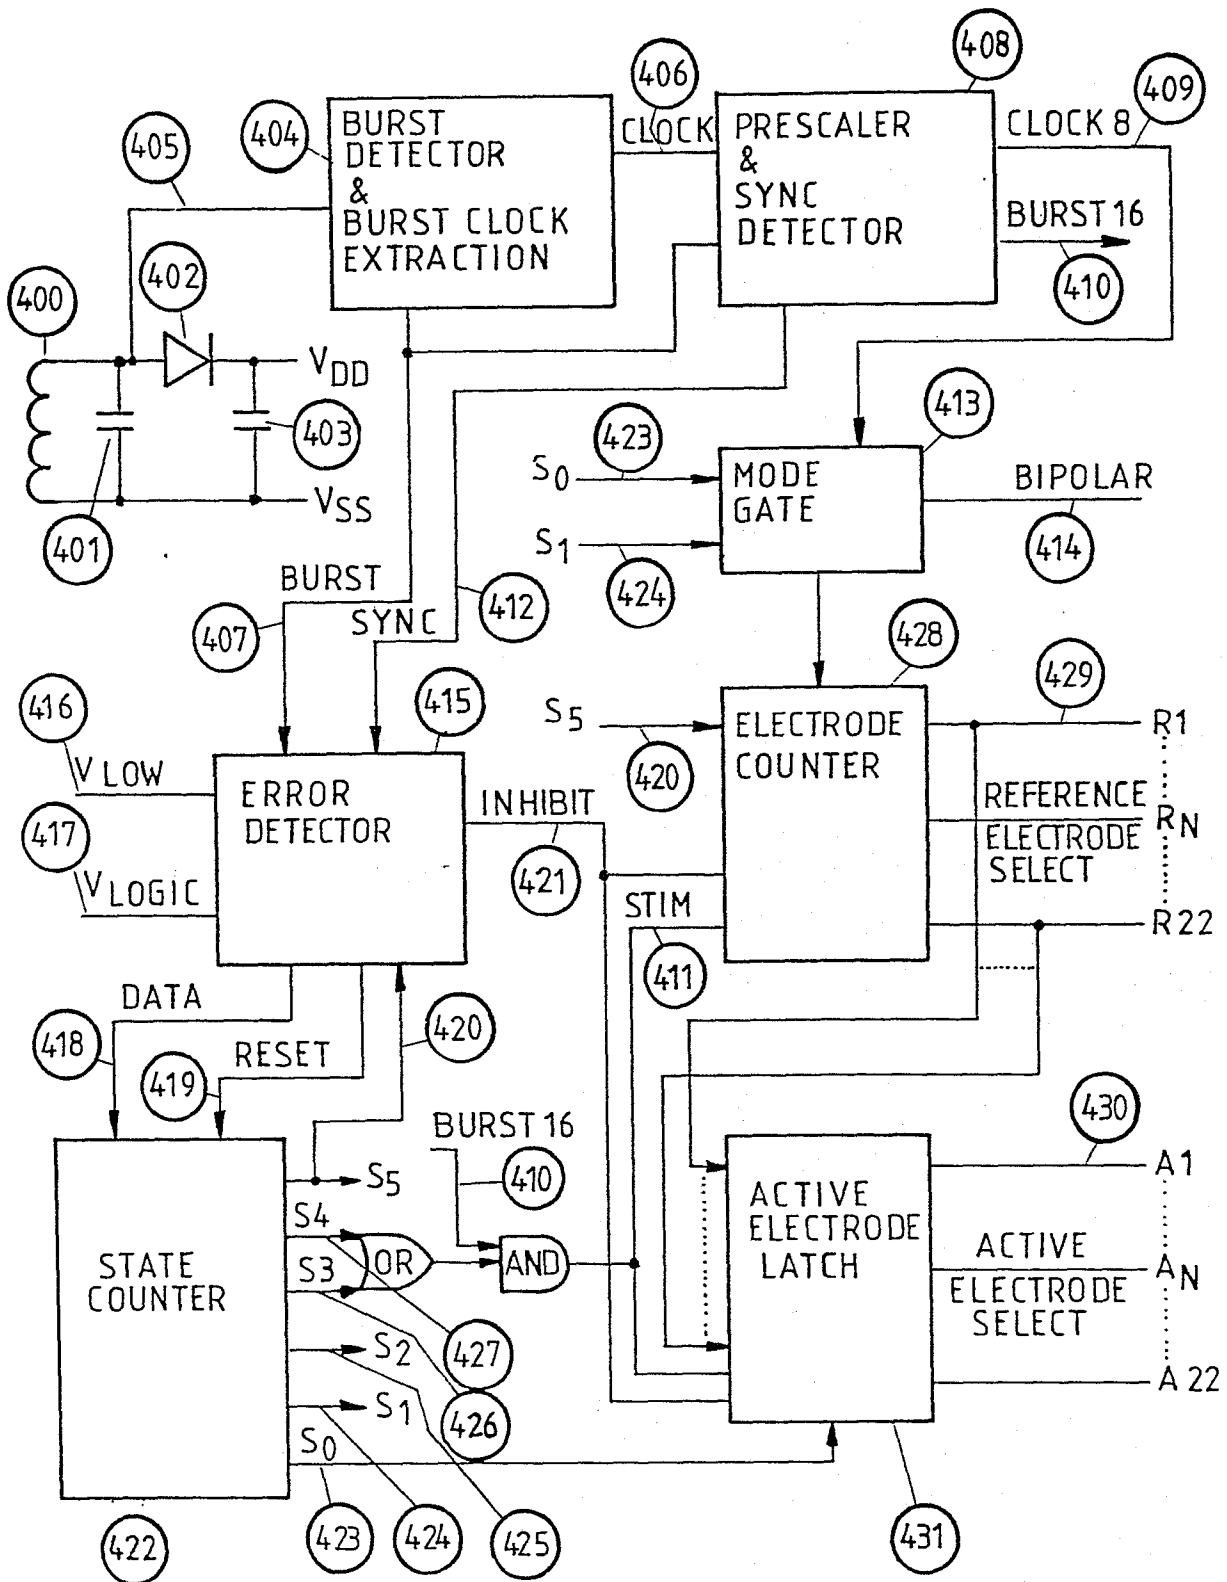 408
406
409
404
405
BURST
DETECTOR
&
BURST CLOCK
EXTRACTION
CLOCK
PRESCALER
&
SYNC
DETECTOR
CLOCK 8
BURST 16
410
400
402
VDD
403
VSS
401
413
423
S0
MODE
GATE
BIPOLAR
414
S1
424
BURST
SYNC
412
407
428
429
416
415
S5
420
ELECTRODE
COUNTER
R1
VLOW
ERROR
DETECTOR
INHIBIT
421
REFERENCE
ELECTRODE
SELECT
RN
417
VLOGIC
STIM
411
R22
DATA
418
RESET
419
420
430
BURST 16
410
S5
S4
OR
S3
AND
STATE
COUNTER
ACTIVE
ELECTRODE
LATCH
A1
ACTIVE
ELECTRODE
SELECT
AN
S2
427
A22
S1
426
S0
422
423
424
425
431